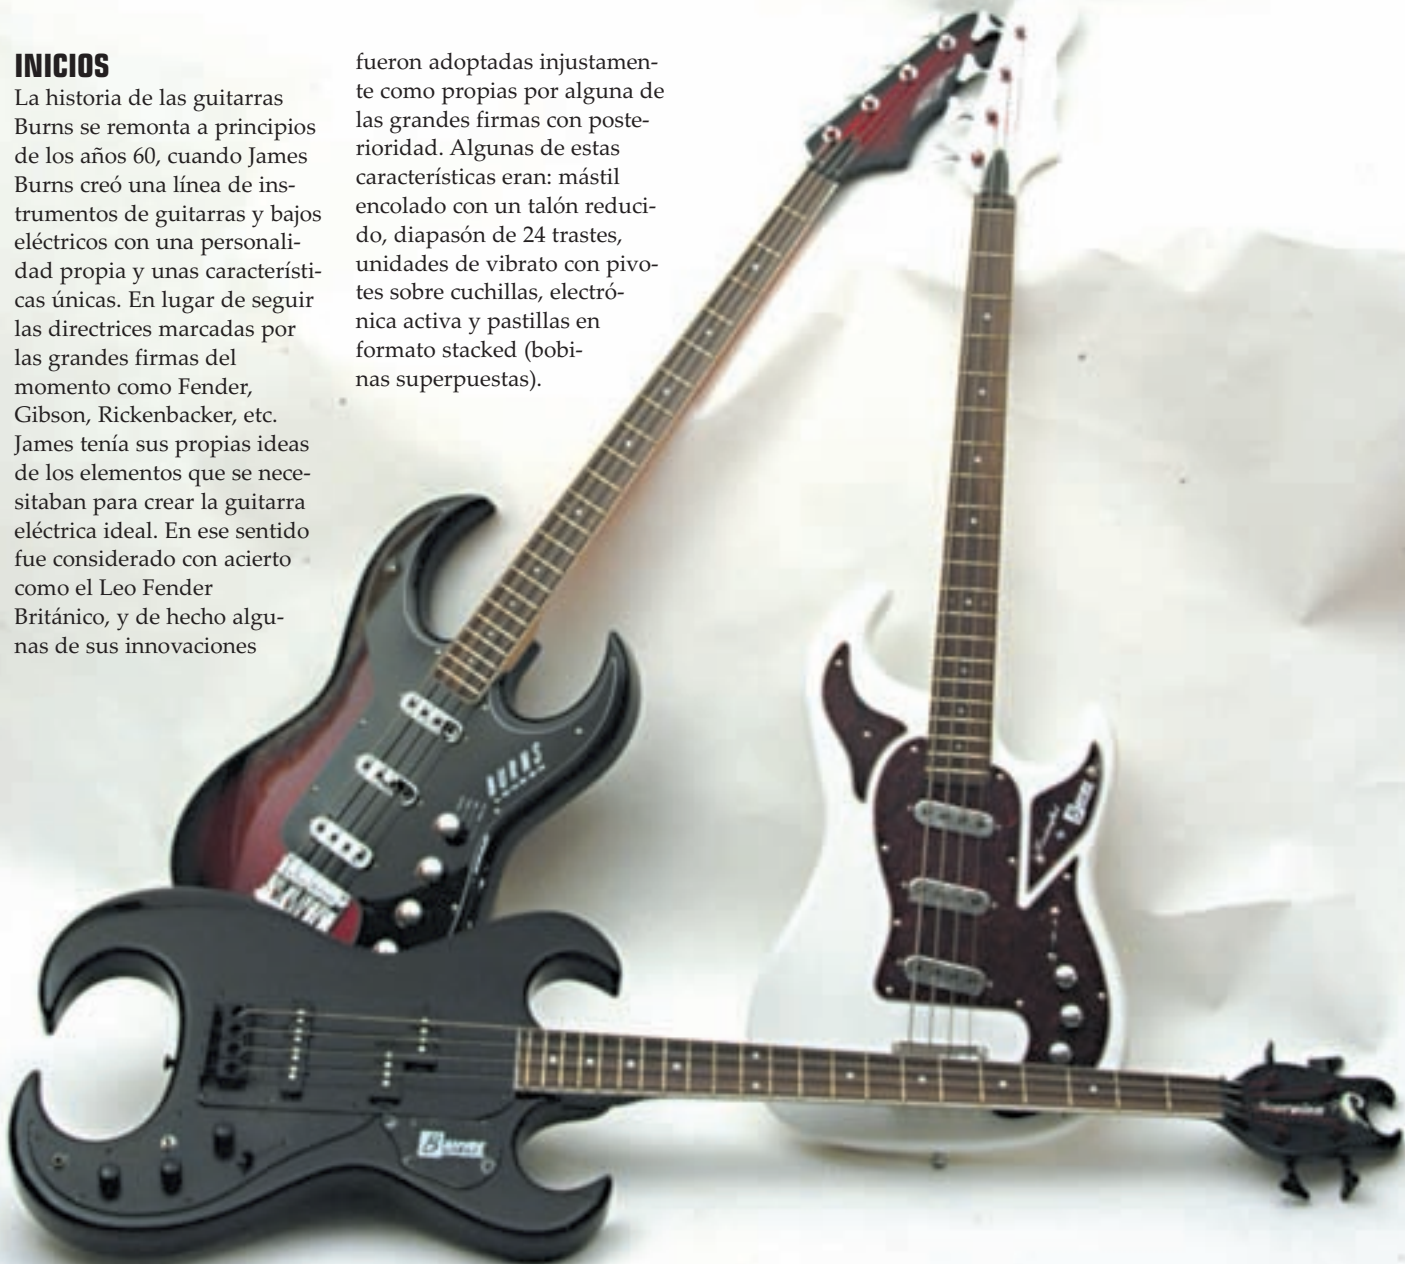 INICIOS
La historia de las guitarras
Burns se remonta a principios
de los años 60, cuando James
Burns creó una línea de ins-
trumentos de guitarras y bajos
eléctricos con una personali-
dad propia y unas característi-
cas únicas. En lugar de seguir
las directrices marcadas por
las grandes firmas del
momento como Fender,
Gibson, Rickenbacker, etc.
James tenía sus propias ideas
de los elementos que se nece-
sitaban para crear la guitarra
eléctrica ideal. En ese sentido
fue considerado con acierto
como el Leo Fender
Británico, y de hecho algu-
nas de sus innovaciones
fueron adoptadas injustamen-
te como propias por alguna de
las grandes firmas con poste-
rioridad. Algunas de estas
características eran: mástil
encolado con un talón reduci-
do, diapasón de 24 trastes,
unidades de vibrato con pivo-
tes sobre cuchillas, electró-
nica activa y pastillas en
formato stacked (bobi-
nas superpuestas).
BURNS
Burns
Burns